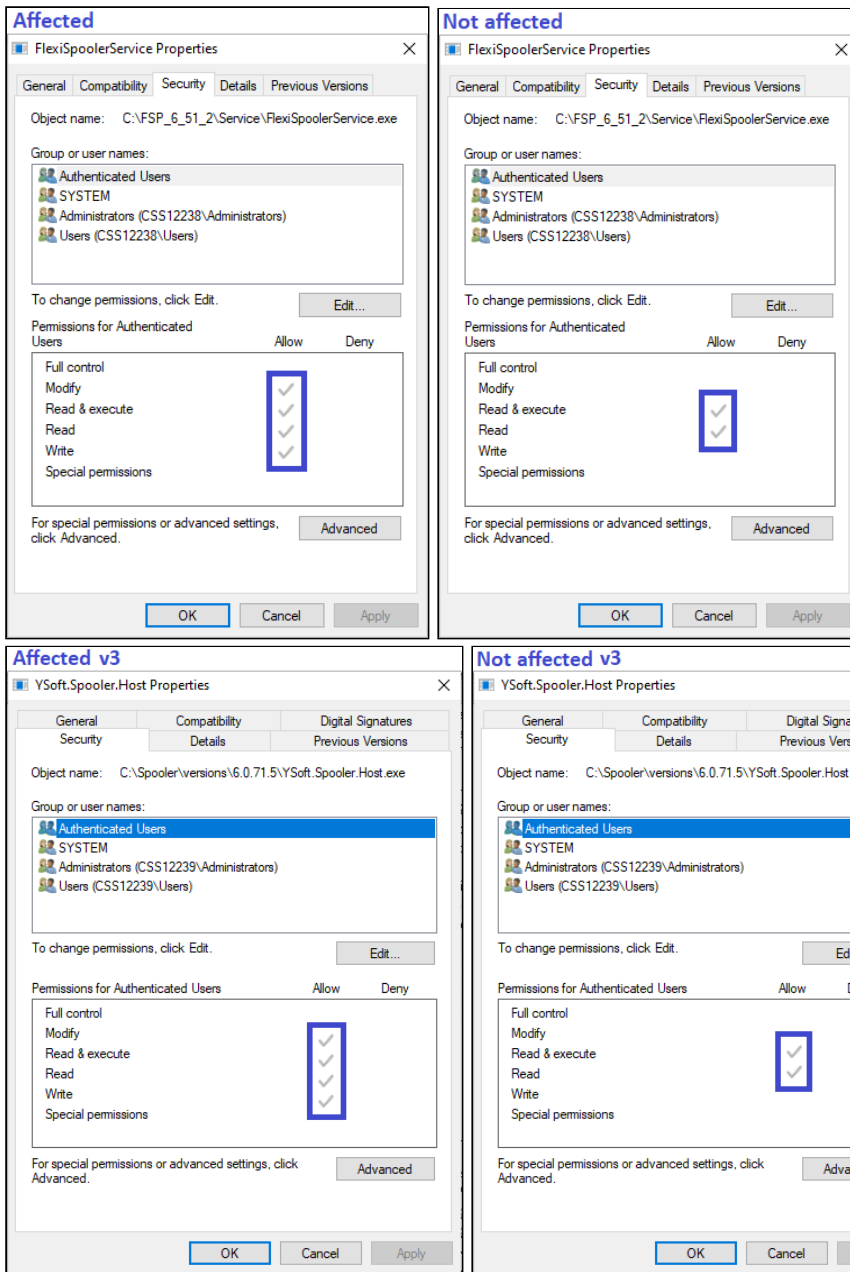 Affected
FlexiSpoolerService Properties
General Compatibility Security Details Previous Versions
Object name: C:\FSP_6_51_2\Service\FlexiSpoolerService.exe
Group or user names:
Authenticated Users
SYSTEM
Administrators (CSS12238\Administrators)
Users (CSS12238\Users)
To change permissions, click Edit.
Edit...
Permissions for Authenticated
Users Allow Deny
Full control
Modify
Read & execute
Read
Write
Special permissions
For special permissions or advanced settings,
click Advanced.
Advanced
OK Cancel Apply
Not affected
FlexiSpoolerService Properties
General Compatibility Security Details Previous Versions
Object name: C:\FSP_6_51_2\Service\FlexiSpoolerService.exe
Group or user names:
Authenticated Users
SYSTEM
Administrators (CSS12238\Administrators)
Users (CSS12238\Users)
To change permissions, click Edit.
Edit...
Permissions for Authenticated
Users Allow Deny
Full control
Modify
Read & execute
Read
Write
Special permissions
For special permissions or advanced settings,
click Advanced.
Advanced
OK Cancel Apply
Affected v3
YSoft.Spooler.Host Properties
General Compatibility Digital Signatures
Security Details Previous Versions
Object name: C:\Spooler\versions\6.0.71.5\YSoft.Spooler.Host.exe
Group or user names:
Authenticated Users
SYSTEM
Administrators (CSS12239\Administrators)
Users (CSS12239\Users)
To change permissions, click Edit.
Edit...
Permissions for Authenticated Users Allow Deny
Full control
Modify
Read & execute
Read
Write
Special permissions
For special permissions or advanced settings, click
Advanced.
Advanced
OK Cancel Apply
Not affected v3
YSoft.Spooler.Host Properties
General Compatibility Digital Signa
Security Details Previous Vers
Object name: C:\Spooler\versions\6.0.71.5\YSoft.Spooler.Host
Group or user names:
Authenticated Users
SYSTEM
Administrators (CSS12239\Administrators)
Users (CSS12239\Users)
To change permissions, click Edit.
Ed
Permissions for Authenticated Users Allow
Full control
Modify
Read & execute
Read
Write
Special permissions
For special permissions or advanced settings, click
Advanced.
Adva
OK Cancel